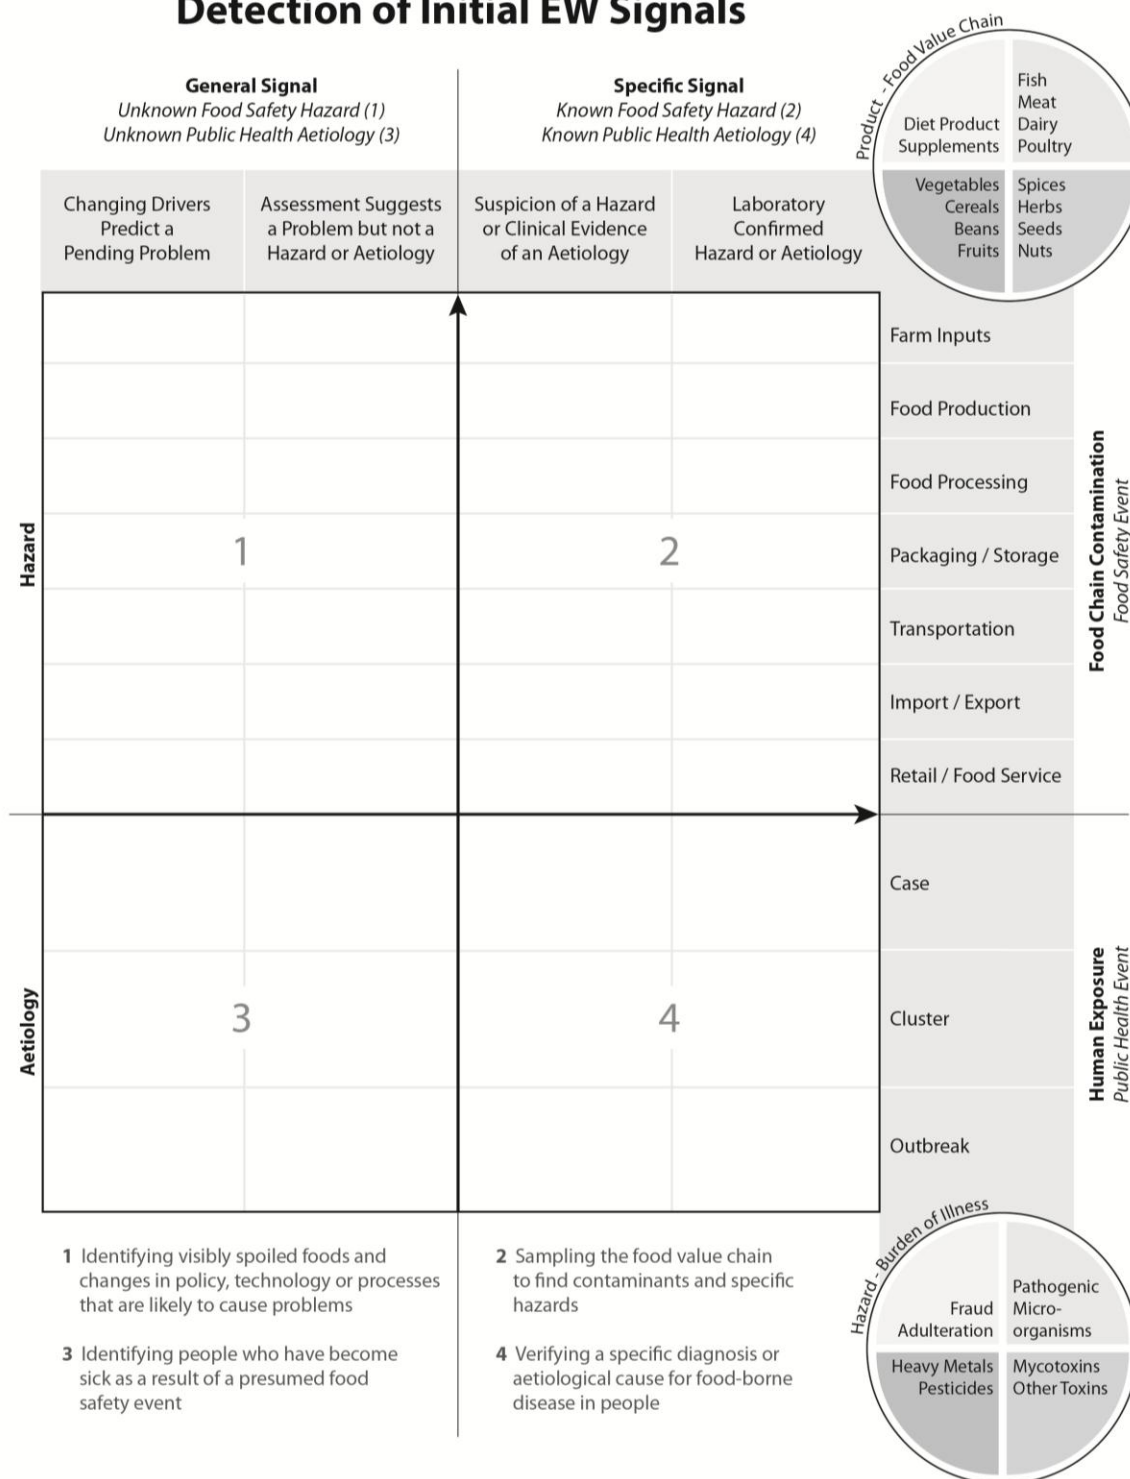 Detection of Initial EW Signals
General Signal
Unknown Food Safety Hazard (1)
Unknown Public Health Aetiology (3)
Specific Signal
Known Food Safety Hazard (2)
Known Public Health Aetiology (4)
Product - Food Value Chain
Diet Product
Supplements
Fish
Meat
Dairy
Poultry
Vegetables
Cereals
Beans
Fruits
Spices
Herbs
Seeds
Nuts
Changing Drivers
Predict a
Pending Problem
Assessment Suggests
a Problem but not a
Hazard or Aetiology
Suspicion of a Hazard
or Clinical Evidence
of an Aetiology
Laboratory
Confirmed
Hazard or Aetiology
Hazard
1
2
Farm Inputs
Food Production
Food Processing
Packaging / Storage
Transportation
Import / Export
Retail / Food Service
Food Chain Contamination
Food Safety Event
Aetiology
3
4
Case
Cluster
Outbreak
Human Exposure
Public Health Event
1 Identifying visibly spoiled foods and
changes in policy, technology or processes
that are likely to cause problems
2 Sampling the food value chain
to find contaminants and specific
hazards
3 Identifying people who have become
sick as a result of a presumed food
safety event
4 Verifying a specific diagnosis or
aetiological cause for food-borne
disease in people
Hazard - Burden of Illness
Fraud
Adulteration
Pathogenic
Micro-
organisms
Heavy Metals
Pesticides
Mycotoxins
Other Toxins